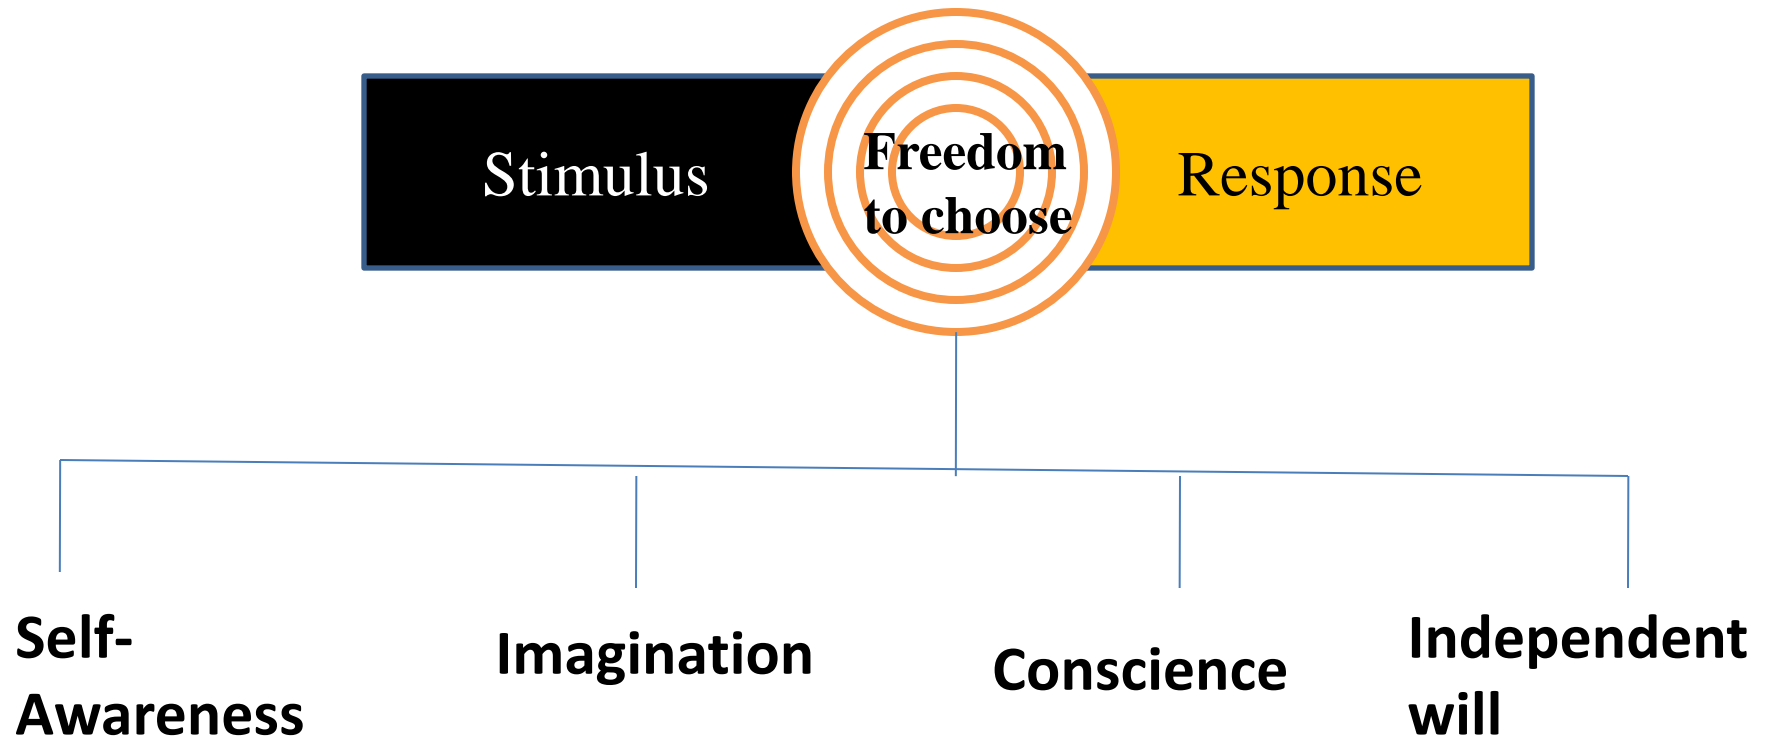 Stimulus
Freedom
to choose
Response
Self-
Awareness
Imagination
Conscience
Independent
will